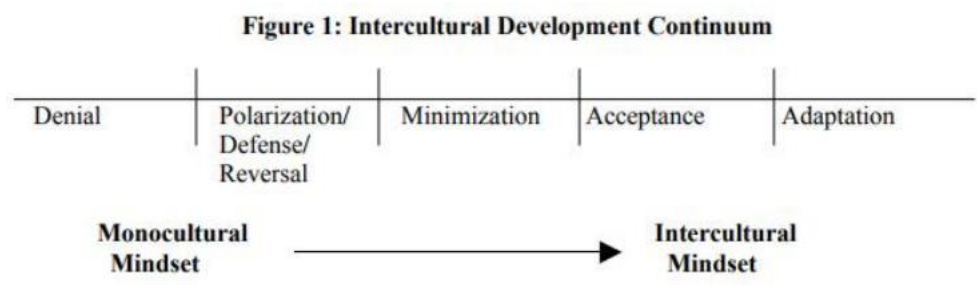 Figure 1: Intercultural Development Continuum
Denial
Polarization/
Defense/
Reversal
Minimization
Acceptance
Adaptation
Monocultural
Mindset
Intercultural
Mindset